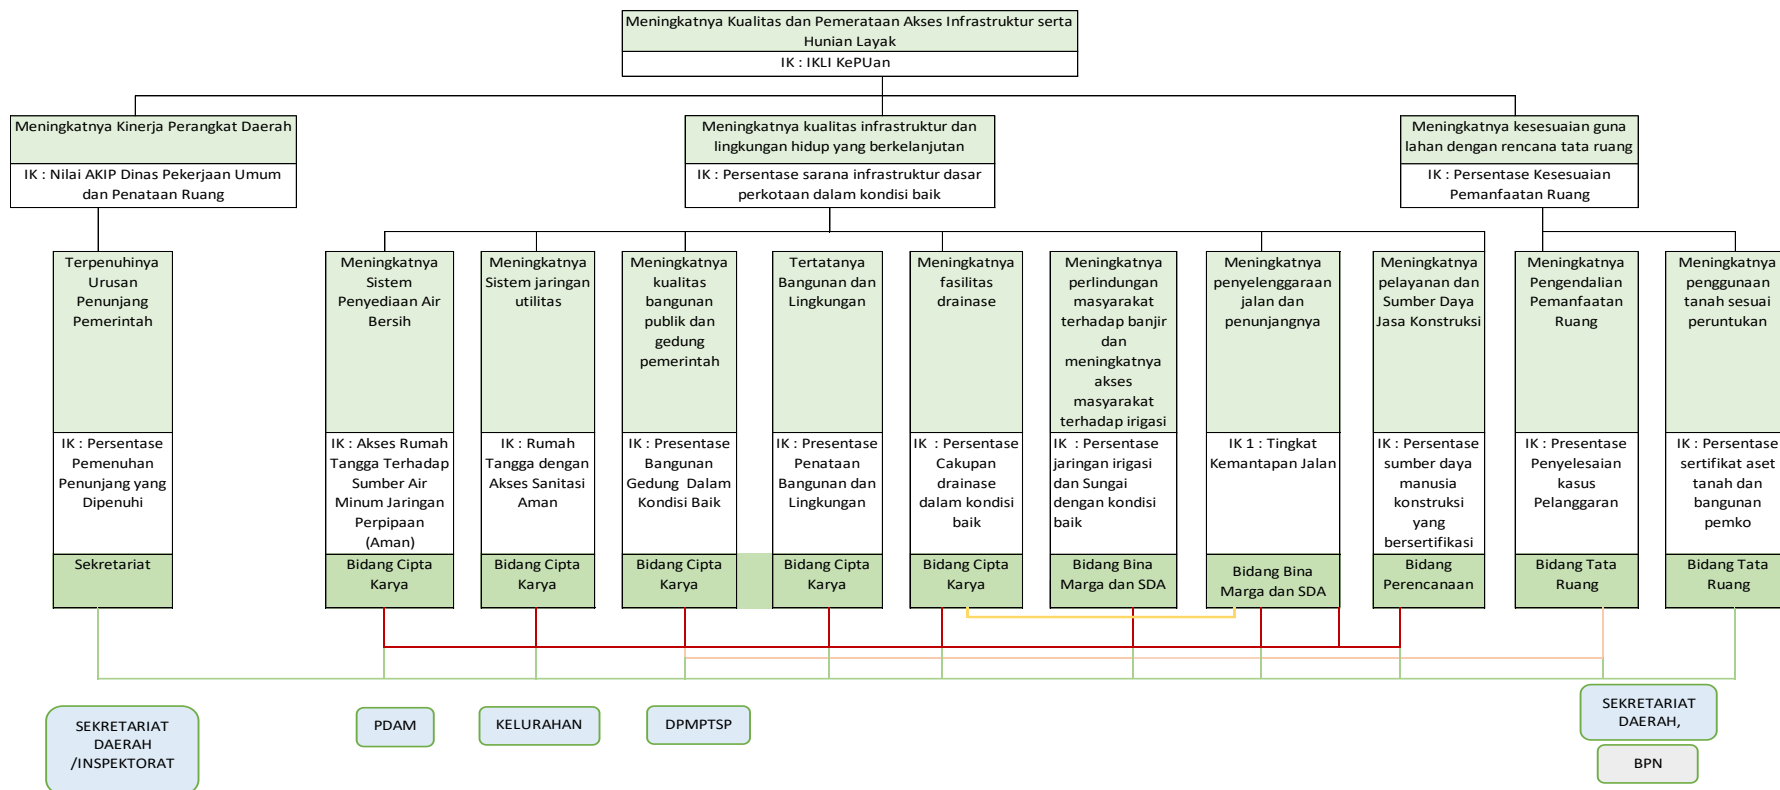 Meningkatnya Kualitas dan Pemerataan Akses Infrastruktur serta
Hunian Layak
IK : IKLI KePUan
Meningkatnya Kinerja Perangkat Daerah
IK : Nilai AKIP Dinas Pekerjaan Umum
dan Penataan Ruang
Meningkatnya kualitas infrastruktur dan
lingkungan hidup yang berkelanjutan
IK : Persentase sarana infrastruktur dasar
perkotaan dalam kondisi baik
Meningkatnya kesesuaian guna
lahan dengan rencana tata ruang
IK : Persentase Kesesuaian
Pemanfaatan Ruang
Terpenuhinya
Urusan
Penunjang
Pemerintah
IK : Persentase
Pemenuhan
Penunjang yang
Dipenuhi
Sekretariat
Meningkatnya
Sistem
Penyediaan Air
Bersih
IK : Akses Rumah
Tangga Terhadap
Sumber Air
Minum Jaringan
Perpipaan
(Aman)
Bidang Cipta
Karya
Meningkatnya
Sistem jaringan
utilitas
IK : Rumah
Tangga dengan
Akses Sanitasi
Aman
Bidang Cipta
Karya
Meningkatnya
kualitas
bangunan
publik dan
gedung
pemerintah
IK : Presentase
Bangunan
Gedung Dalam
Kondisi Baik
Bidang Cipta
Karya
Tertatanya
Bangunan dan
Lingkungan
IK : Presentase
Penataan
Bangunan dan
Lingkungan
Bidang Cipta
Karya
Meningkatnya
fasilitas
drainase
IK : Persentase
Cakupan
drainase
dalam kondisi
baik
Bidang Cipta
Karya
Meningkatnya
perlindungan
masyarakat
terhadap banjir
dan
meningkatnya
akses
masyarakat
terhadap irigasi
IK : Persentase
jaringan irigasi
dan Sungai
dengan kondisi
baik
Bidang Bina
Marga dan SDA
Meningkatnya
penyelenggaraan
jalan dan
penunjangnya
IK 1 : Tingkat
Kemantapan Jalan
Bidang Bina
Marga dan SDA
Meningkatnya
pelayanan dan
Sumber Daya
Jasa Konstruksi
IK : Persentase
sumber daya
manusia
konstruksi
yang
bersertifikasi
Bidang
Perencanaan
Meningkatnya
Pengendalian
Pemanfaatan
Ruang
IK : Presentase
Penyelesaian
kasus
Pelanggaran
Bidang Tata
Ruang
Meningkatnya
penggunaan
tanah sesuai
peruntukan
IK : Persentase
sertifikat aset
tanah dan
bangunan
pemko
Bidang Tata
Ruang
SEKRETARIAT
DAERAH
/INSPEKTORAT
PDAM
KELURAHAN
DPMPTSP
SEKRETARIAT
DAERAH,
BPN